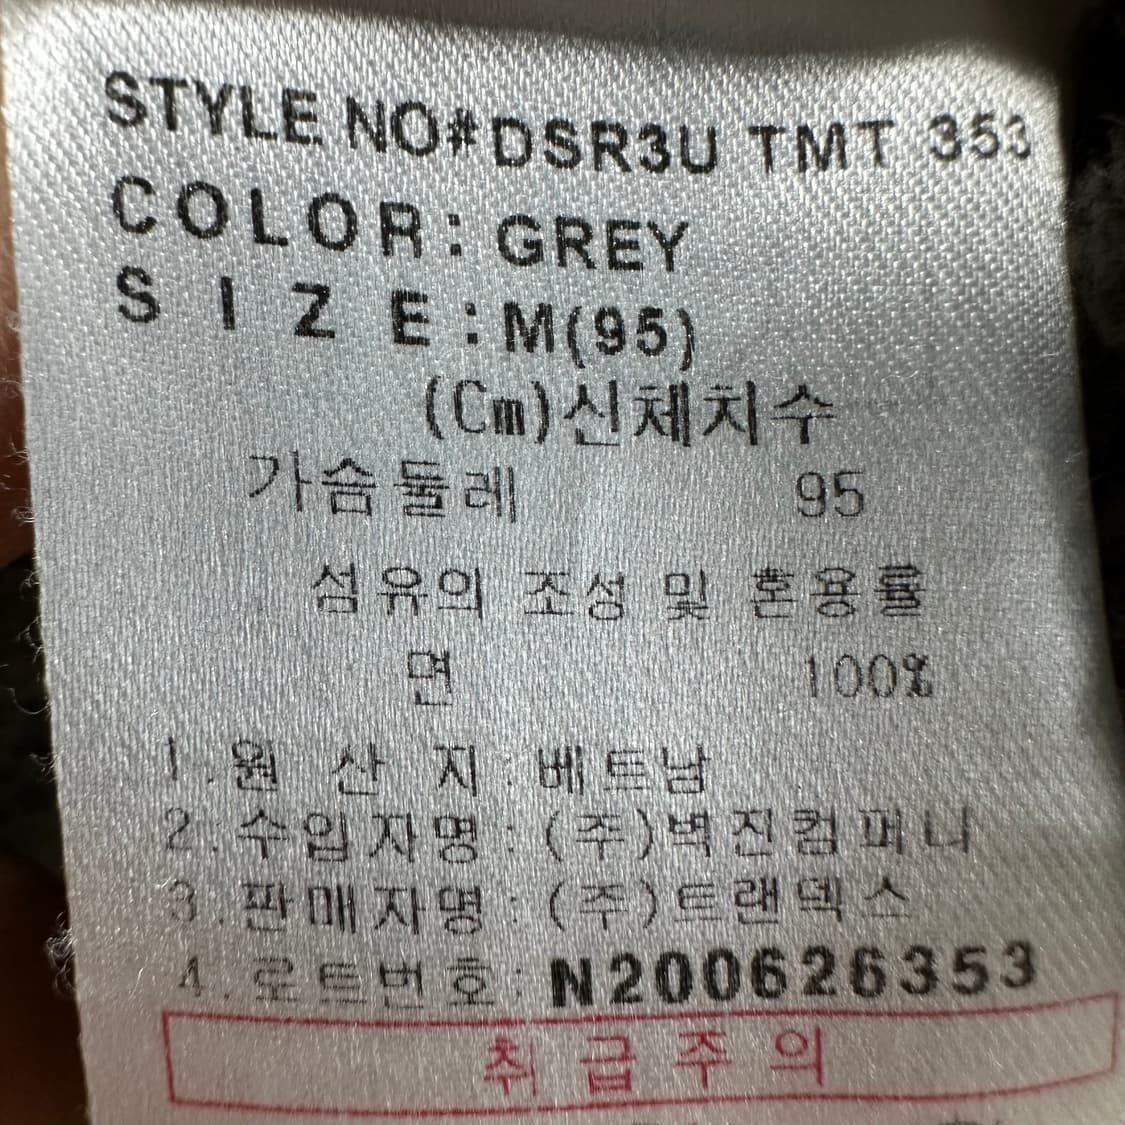 STYLE NO#DSR3U TMT 353
COLOR: GREY
SIZE: M(95)
(Cm)신체치수
가슴둘레 95
섬유의 조성 및 혼용률
면 100%
1. 원산지: 베트남
2. 수입자명: (주)벽진컴퍼니
3. 판매자명: (주)트랜덱스
4. 로트번호: N200626353
취급주의